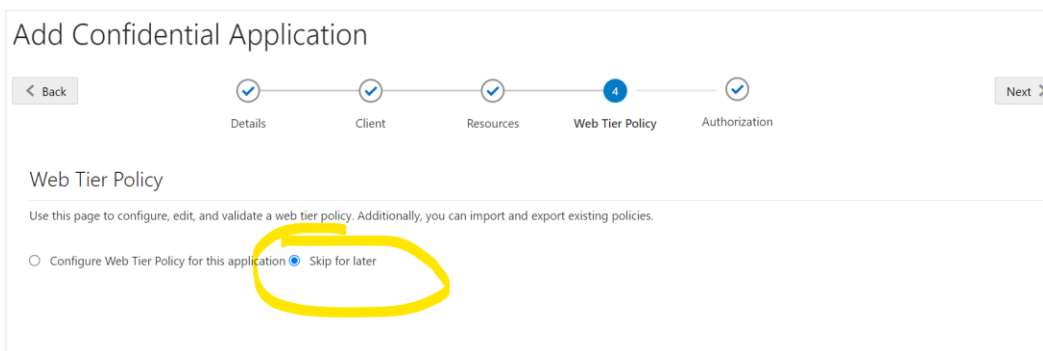 Add Confidential Application
Back
4
Next
Details
Client
Resources
Web Tier Policy
Authorization
Web Tier Policy
Use this page to configure, edit, and validate a web tier policy. Additionally, you can import and export existing policies.
Configure Web Tier Policy for this application
Skip for later